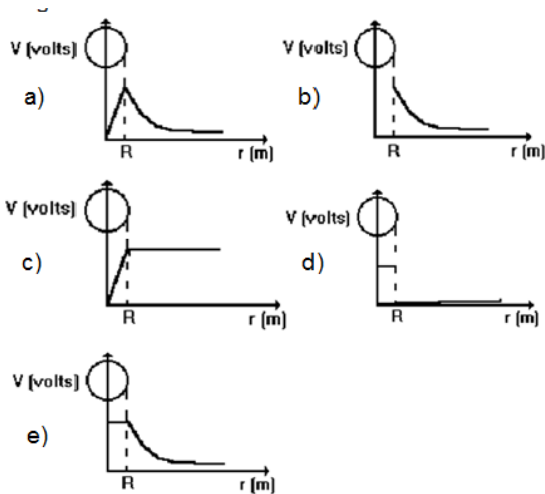 V (volts)
a)
R
r (m)
V (volts)
b)
R
r (m)
V (volts)
c)
R
r (m)
V (volts)
d)
R
r (m)
V (volts)
e)
R
r (m)